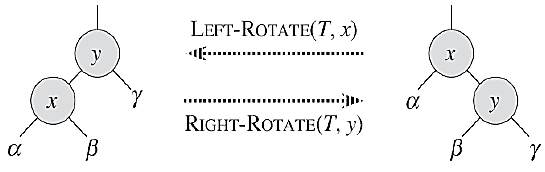 LEFT-ROTATE(T, x)
y
x
x
γ
α
y
RIGHT-ROTATE(T, y)
α
β
β
γ